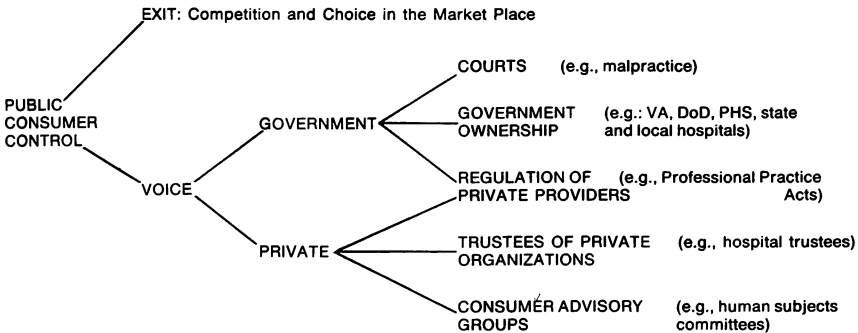 EXIT: Competition and Choice in the Market Place
PUBLIC
CONSUMER
CONTROL
VOICE
GOVERNMENT
PRIVATE
COURTS (e.g., malpractice)
GOVERNMENT (e.g.: VA, DoD, PHS, state
OWNERSHIP and local hospitals)
REGULATION OF (e.g., Professional Practice
PRIVATE PROVIDERS Acts)
TRUSTEES OF PRIVATE (e.g., hospital trustees)
ORGANIZATIONS
CONSUMER ADVISORY (e.g., human subjects
GROUPS committees)